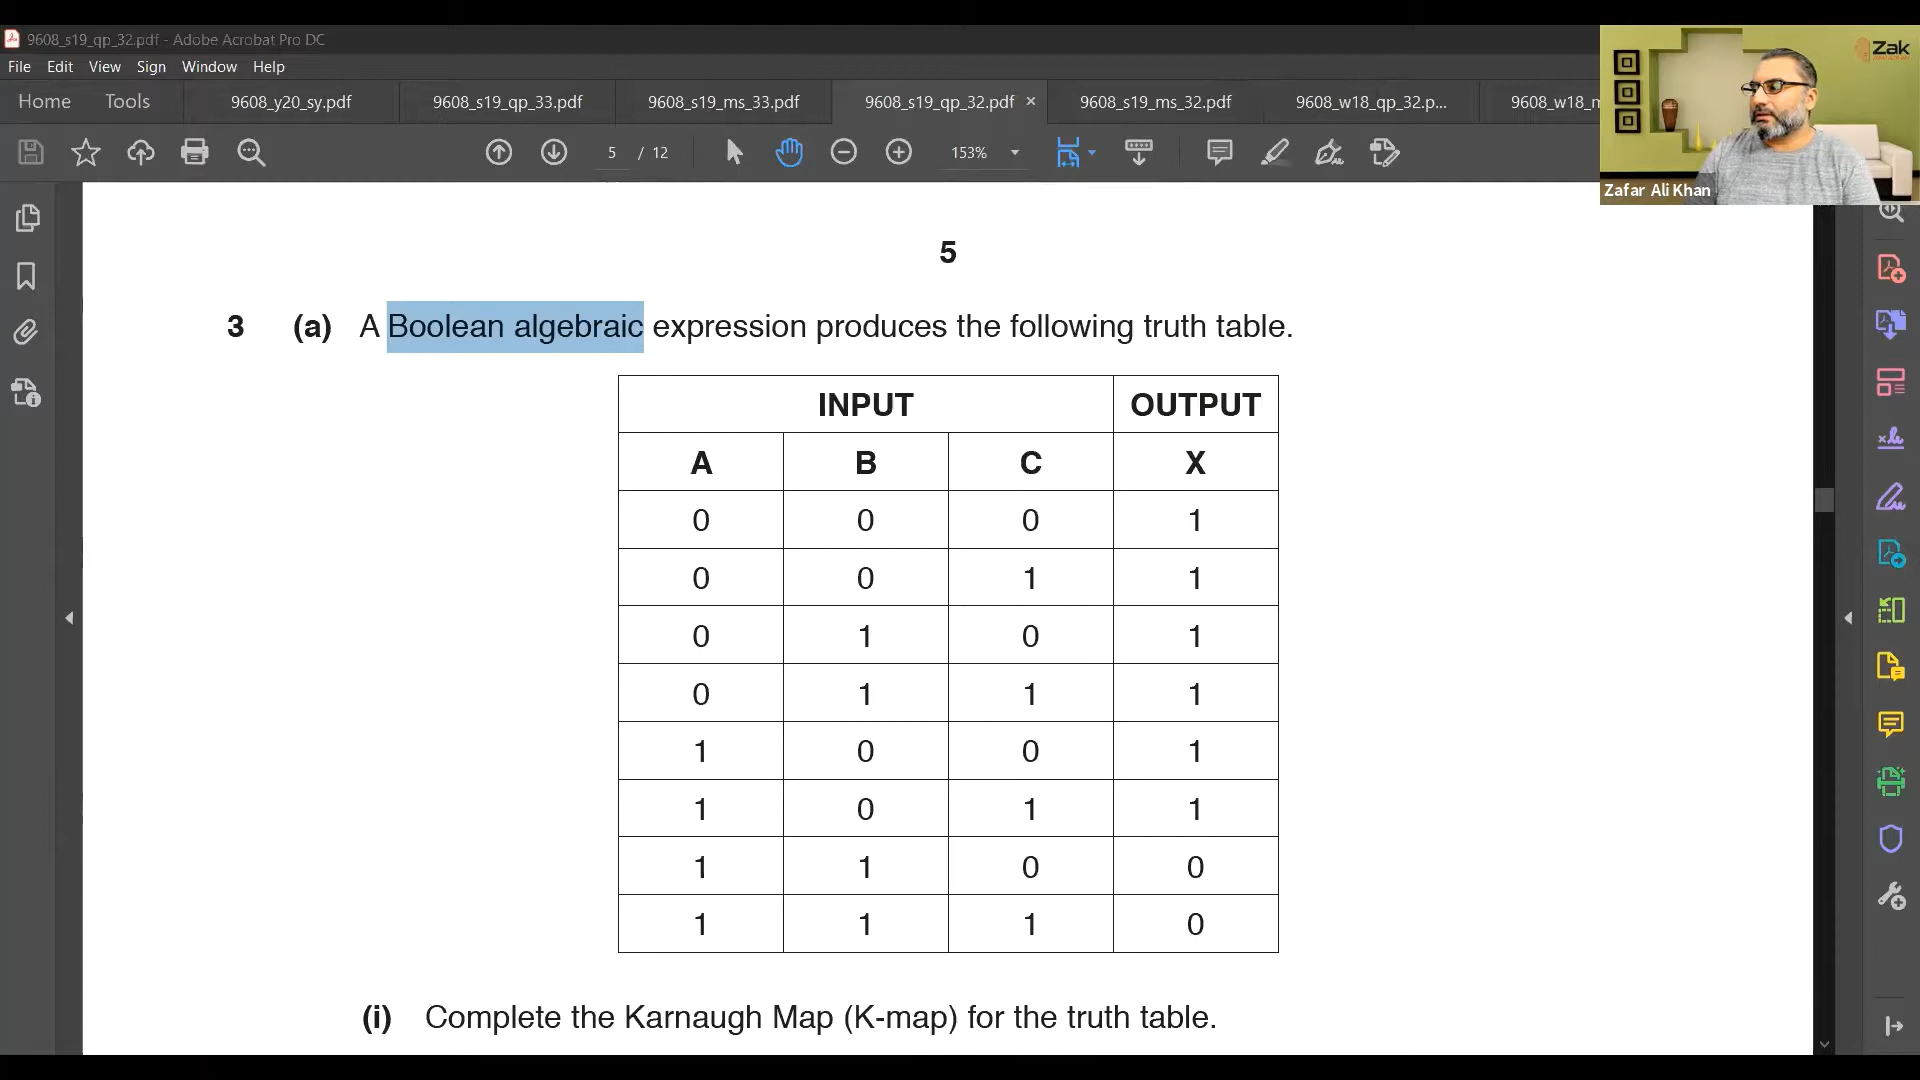 9608_s19_qp_32.pdf - Adobe Acrobat Pro DC
File Edit View Sign Window Help
Home Tools 9608_y20_sy.pdf 9608_s19_qp_33.pdf 9608_s19_ms_33.pdf 9608_s19_qp_32.pdf × 9608_s19_ms_32.pdf 9608_w18_qp_32.p... 9608_w18_m
5 / 12 153%
Zak
Zafar Ali Khan
5
3 (a) A Boolean algebraic expression produces the following truth table.
INPUT OUTPUT
A B C X
0 0 0 1
0 0 1 1
0 1 0 1
0 1 1 1
1 0 0 1
1 0 1 1
1 1 0 0
1 1 1 0
(i) Complete the Karnaugh Map (K-map) for the truth table.